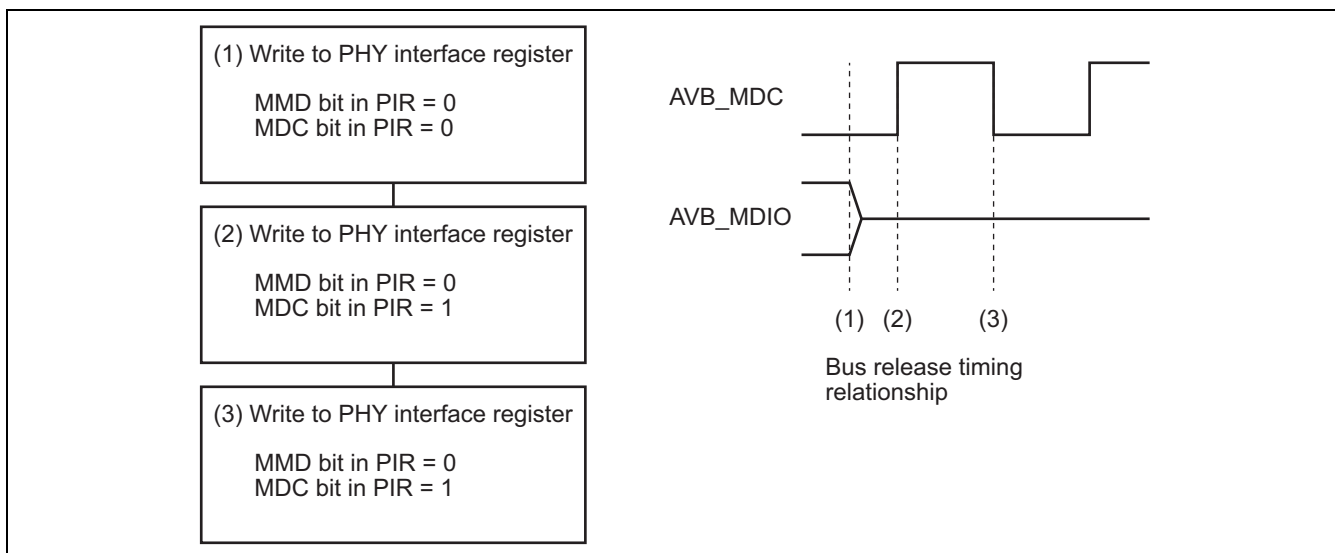 (1) Write to PHY interface register
MMD bit in PIR = 0
MDC bit in PIR = 0
(2) Write to PHY interface register
MMD bit in PIR = 0
MDC bit in PIR = 1
(3) Write to PHY interface register
MMD bit in PIR = 0
MDC bit in PIR = 1
AVB_MDC
AVB_MDIO
(1) (2) (3)
Bus release timing
relationship